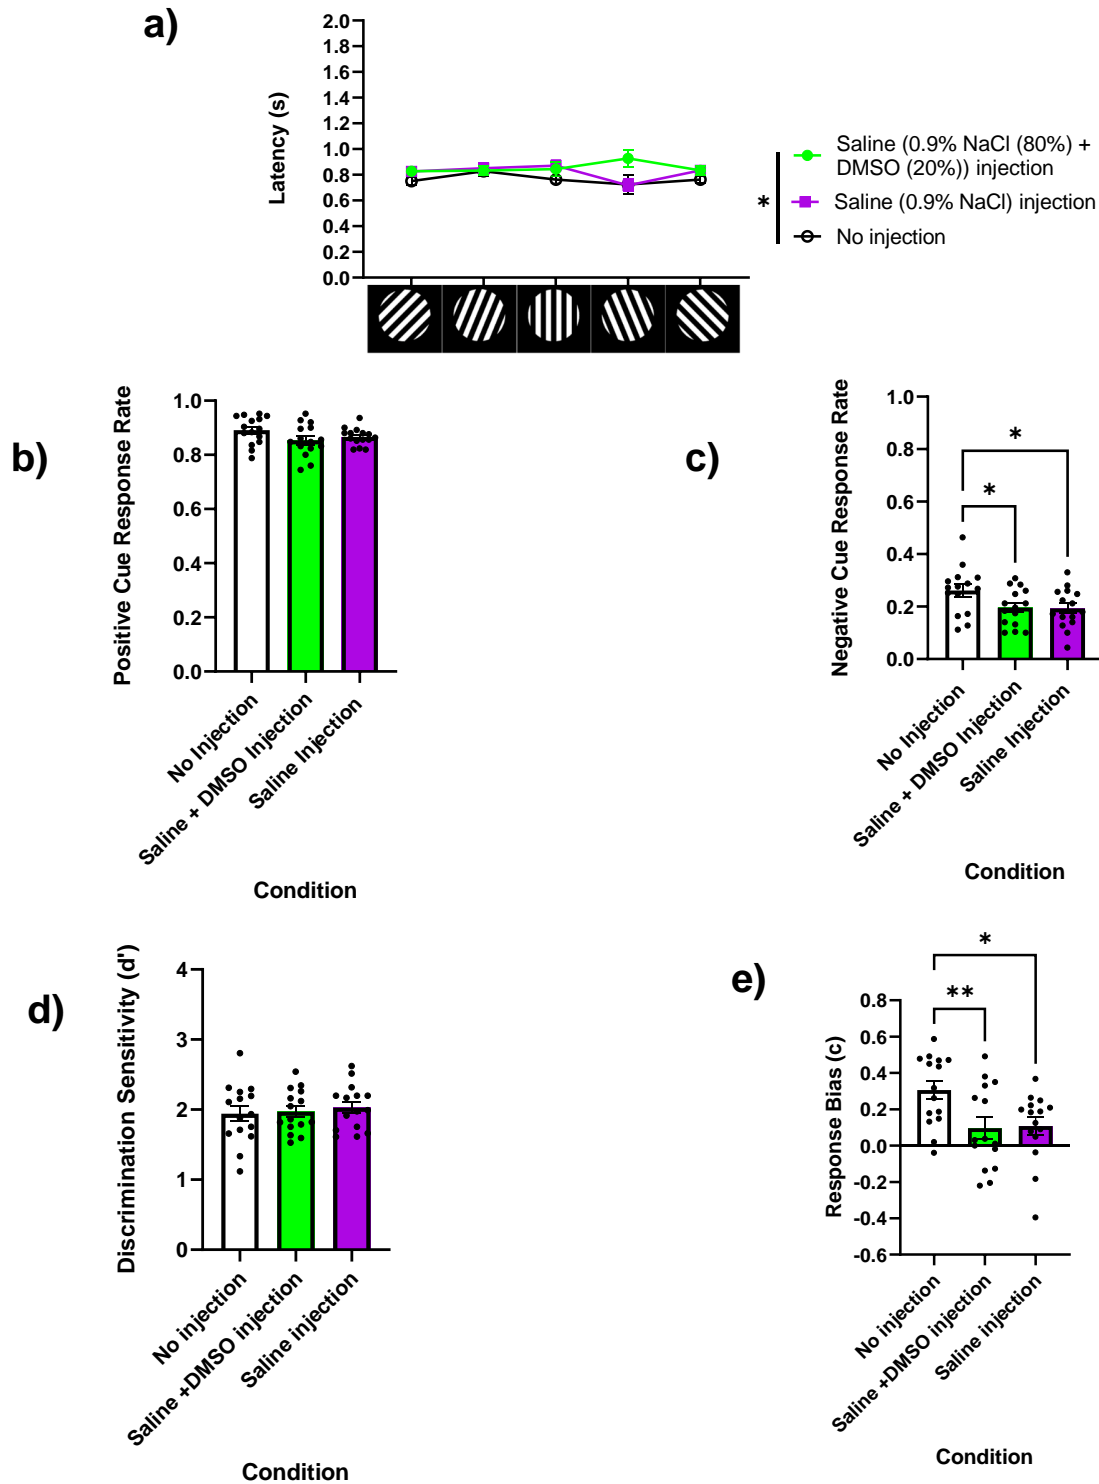 a)
Latency (s)
2.0
1.8
1.6
1.4
1.2
1.0
0.8
0.6
0.4
0.2
0.0
*
Saline (0.9% NaCl (80%) +
DMSO (20%)) injection
Saline (0.9% NaCl) injection
No injection
b)
Positive Cue Response Rate
1.0
0.8
0.6
0.4
0.2
0.0
No Injection
Saline + DMSO Injection
Saline Injection
Condition
c)
Negative Cue Response Rate
1.0
0.8
0.6
0.4
0.2
0.0
*
*
No Injection
Saline + DMSO Injection
Saline Injection
Condition
d)
Discrimination Sensitivity (d')
4
3
2
1
0
No injection
Saline +DMSO injection
Saline injection
Condition
e)
Response Bias (c)
0.8
0.6
0.4
0.2
0.0
-0.2
-0.4
-0.6
*
**
No injection
Saline +DMSO injection
Saline injection
Condition